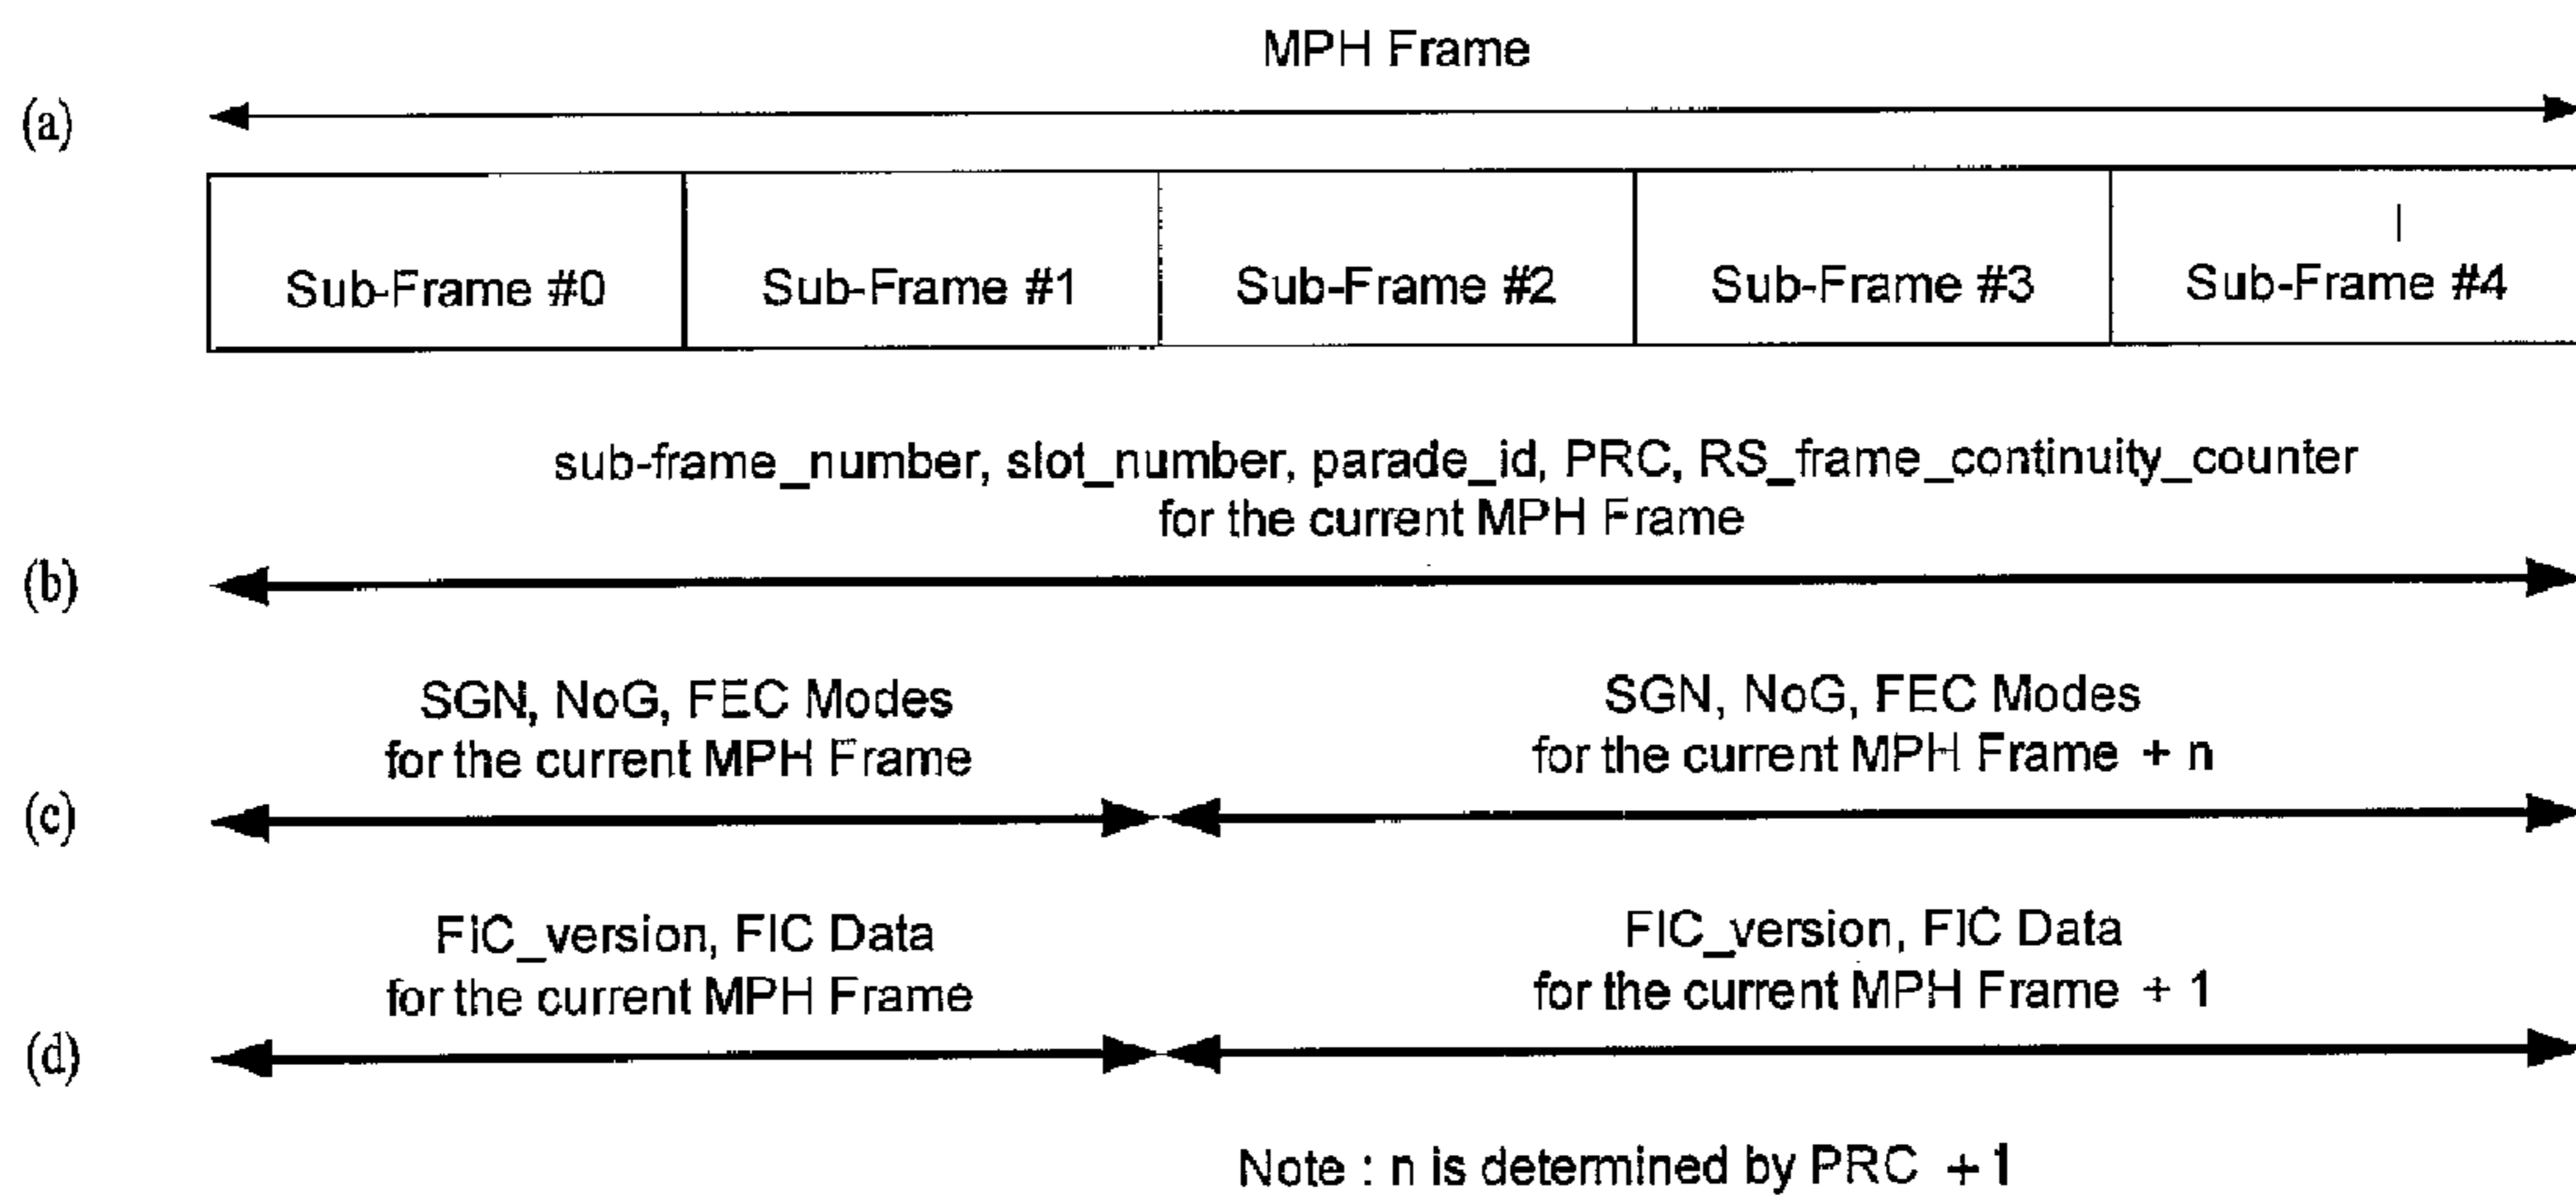 MPH Frame
(a)
Sub-Frame #0 Sub-Frame #1 Sub-Frame #2 Sub-Frame #3 Sub-Frame #4
sub-frame_number, slot_number, parade_id, PRC, RS_frame_continuity_counter
for the current MPH Frame
(b)
SGN, NoG, FEC Modes
for the current MPH Frame
SGN, NoG, FEC Modes
for the current MPH Frame + n
(c)
FIC_version, FIC Data
for the current MPH Frame
FIC_version, FIC Data
for the current MPH Frame + 1
(d)
Note : n is determined by PRC + 1